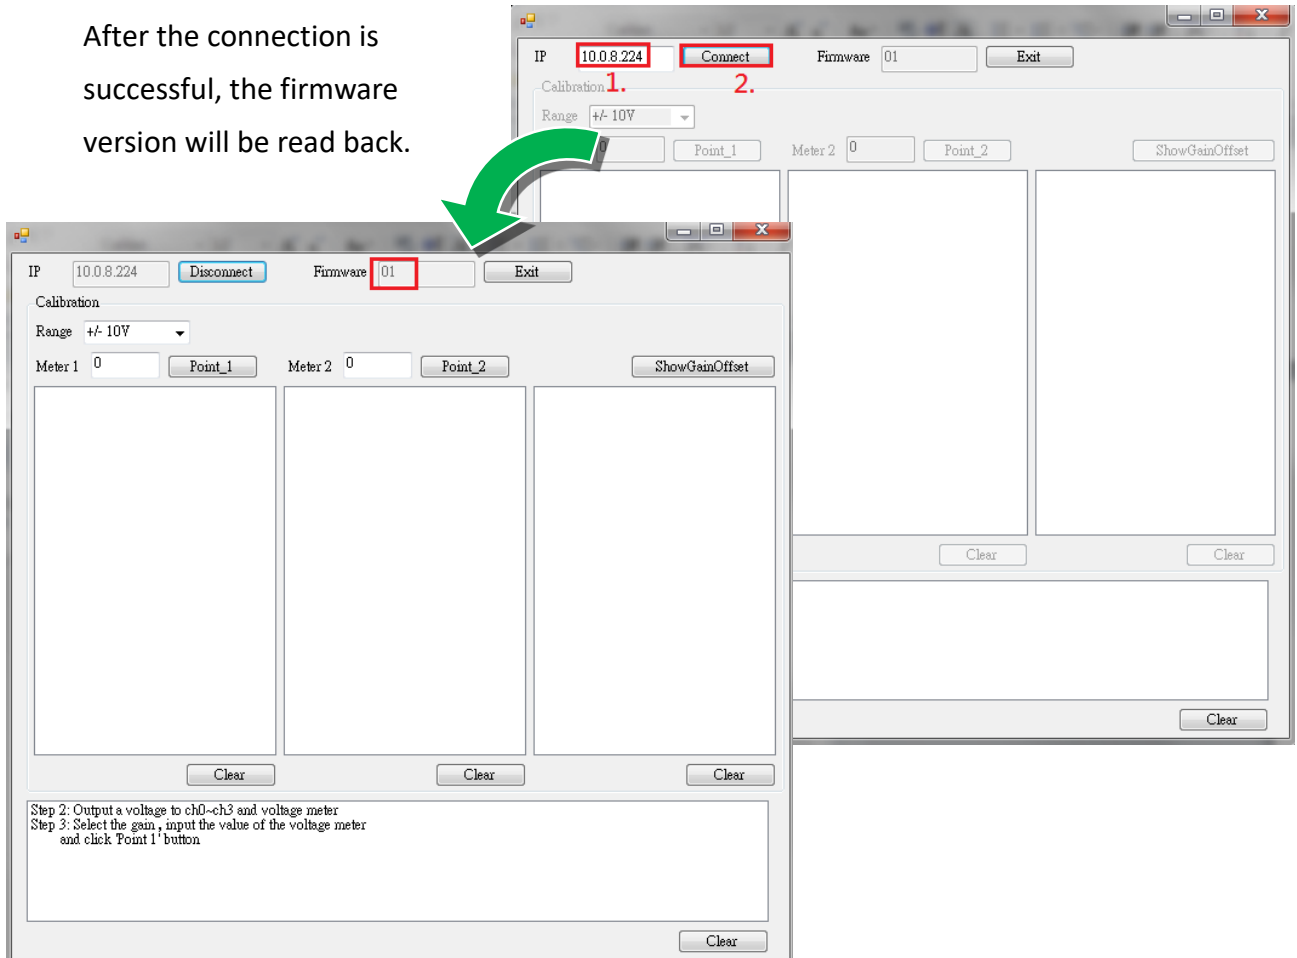 After the connection is
successful, the firmware
version will be read back.
IP 10.0.8.224 Connect Firmware 01 Exit
1. 2.
Calibration
Range +/- 10V
0 Point_1 Meter 2 0 Point_2 ShowGainOffset
Clear Clear
Clear
IP 10.0.8.224 Disconnect Firmware 01 Exit
Calibration
Range +/- 10V
Meter 1 0 Point_1 Meter 2 0 Point_2 ShowGainOffset
Clear Clear Clear
Step 2: Output a voltage to ch0~ch3 and voltage meter
Step 3: Select the gain , input the value of the voltage meter
and click 'Point 1' button
Clear